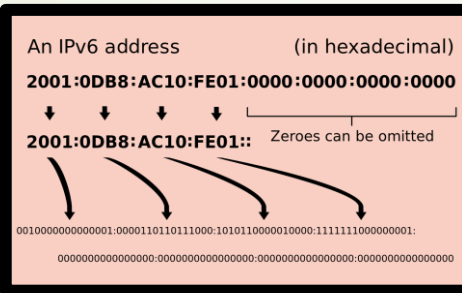 An IPv6 address (in hexadecimal)
2001:0DB8:AC10:FE01:0000:0000:0000:0000
2001:0DB8:AC10:FE01:: Zeroes can be omitted
0010000000000001:0000110110111000:1010110000010000:1111111000000001:
0000000000000000:0000000000000000:0000000000000000:0000000000000000